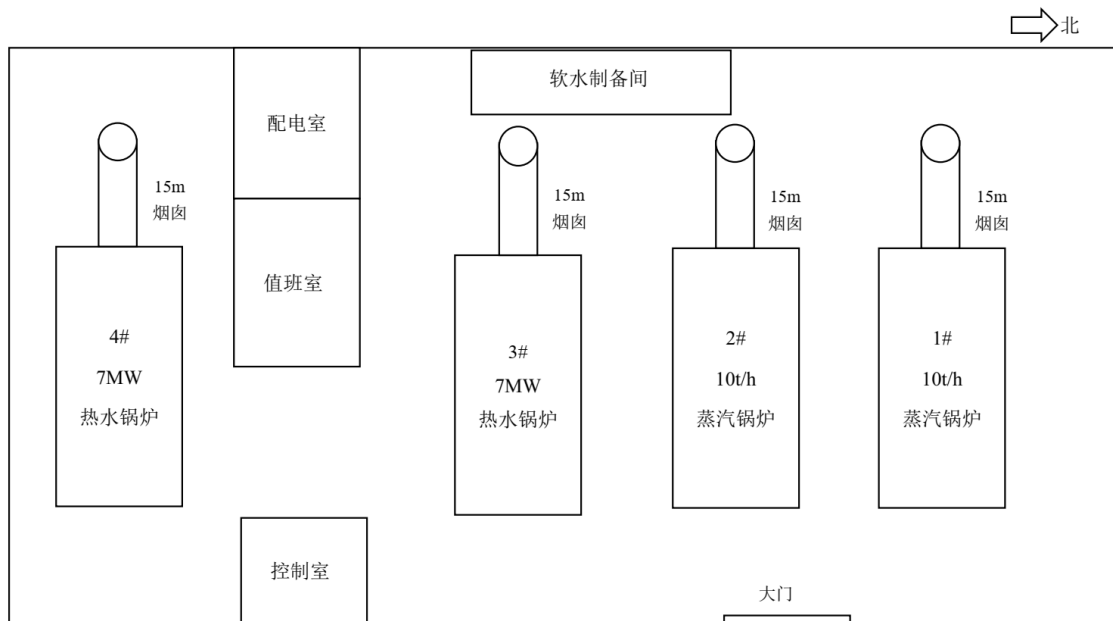 北
软水制备间
配电室
15m
烟囱
15m
烟囱
15m
烟囱
15m
烟囱
值班室
4#
7MW
热水锅炉
3#
7MW
热水锅炉
2#
10t/h
蒸汽锅炉
1#
10t/h
蒸汽锅炉
控制室
大门